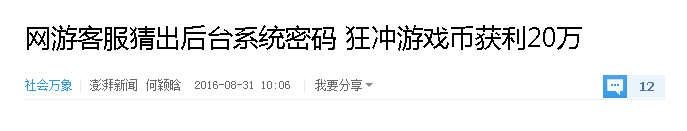 网游客服猜出后台系统密码 狂冲游戏币获利20万
社会万象 澎湃新闻 何颖晗 2016-08-31 10:06 我要分享 12